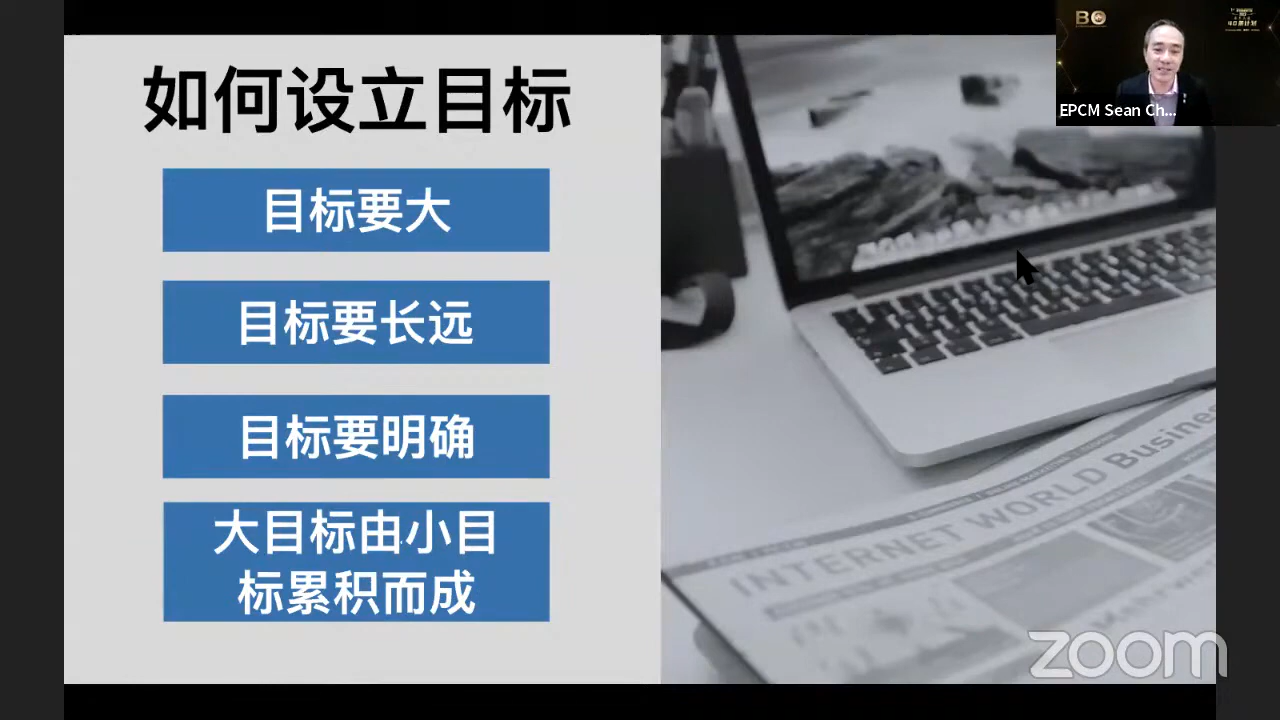 如何设立目标
目标要大
目标要长远
目标要明确
大目标由小目
标累积而成
EPCM Sean Ch...
INTERNET WORLD Business
zoom